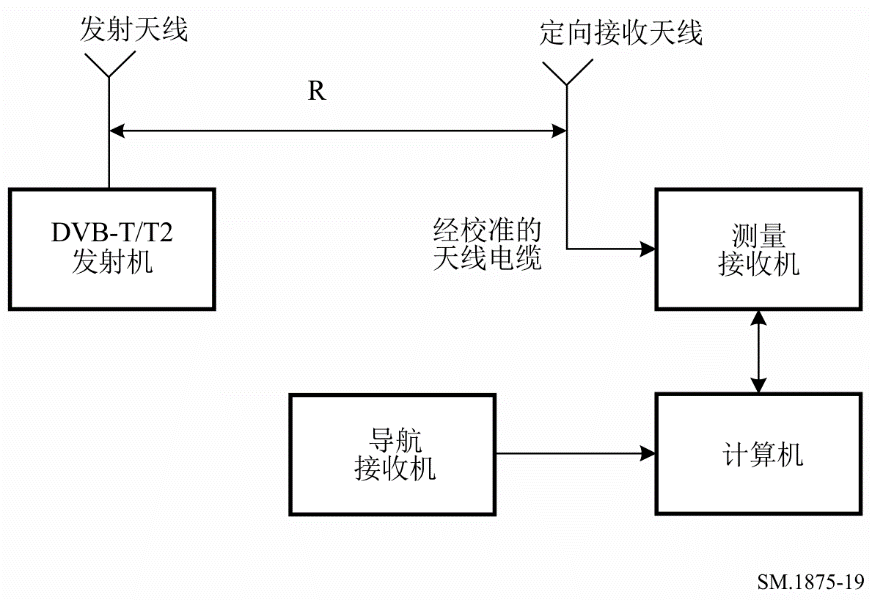 发射天线
定向接收天线
R
DVB-T/T2
发射机
经校准的
天线电缆
测量
接收机
导航
接收机
计算机
SM.1875-19